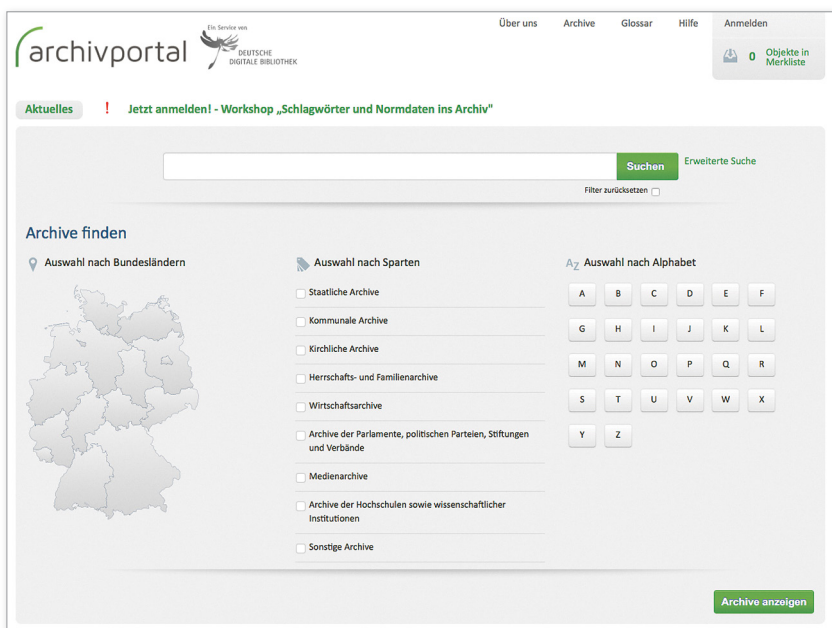 Über uns Archive Glossar Hilfe Anmelden
Ein Service von
archivportal
DEUTSCHE
DIGITALE BIBLIOTHEK
0 Objekte in
Merkliste
Aktuelles ! Jetzt anmelden! - Workshop „Schlagwörter und Normdaten ins Archiv"
Suchen Erweiterte Suche
Filter zurücksetzen
Archive finden
Auswahl nach Bundesländern
Auswahl nach Sparten
Staatliche Archive
Kommunale Archive
Kirchliche Archive
Herrschafts- und Familienarchive
Wirtschaftsarchive
Archive der Parlamente, politischen Parteien, Stiftungen
und Verbände
Medienarchive
Archive der Hochschulen sowie wissenschaftlicher
Institutionen
Sonstige Archive
AZ Auswahl nach Alphabet
A B C D E F
G H I J K L
M N O P Q R
S T U V W X
Y Z
Archive anzeigen